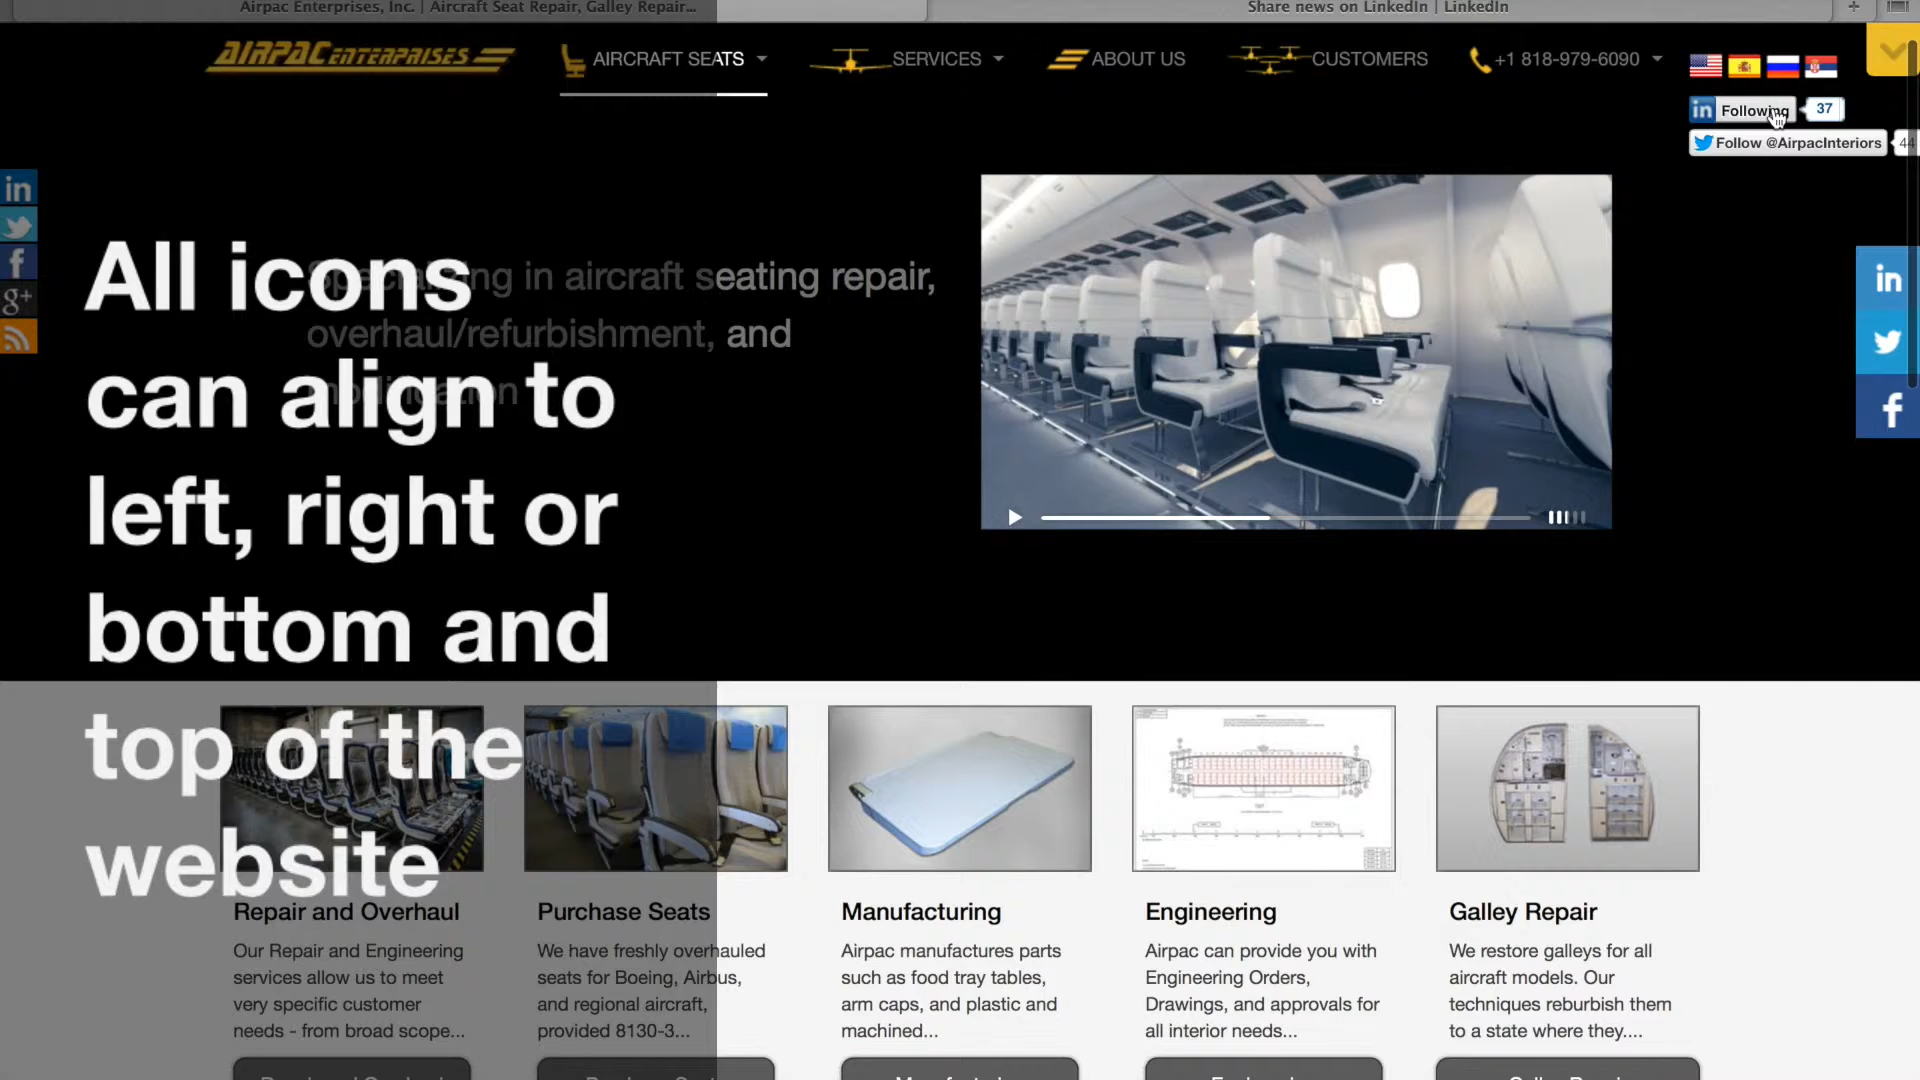 Airpac Enterprises, Inc. | Aircraft Seat Repair, Galley Repair...
Share news on LinkedIn | LinkedIn
AIRPAC ENTERPRISES
AIRCRAFT SEATS
SERVICES
ABOUT US
CUSTOMERS
+1 818-979-6090
in Following 37
Follow @AirpacInteriors 44
in
g+
in
All icons
can align to
left, right or
bottom and
top of the
website
Specializing in aircraft seating repair,
overhaul/refurbishment, and
Repair and Overhaul
Our Repair and Engineering
services allow us to meet
very specific customer
needs - from broad scope...
Purchase Seats
We have freshly overhauled
seats for Boeing, Airbus,
and regional aircraft,
provided 8130-3...
Manufacturing
Airpac manufactures parts
such as food tray tables,
arm caps, and plastic and
machined...
Engineering
Airpac can provide you with
Engineering Orders,
Drawings, and approvals for
all interior needs...
Galley Repair
We restore galleys for all
aircraft models. Our
techniques reburbish them
to a state where they....